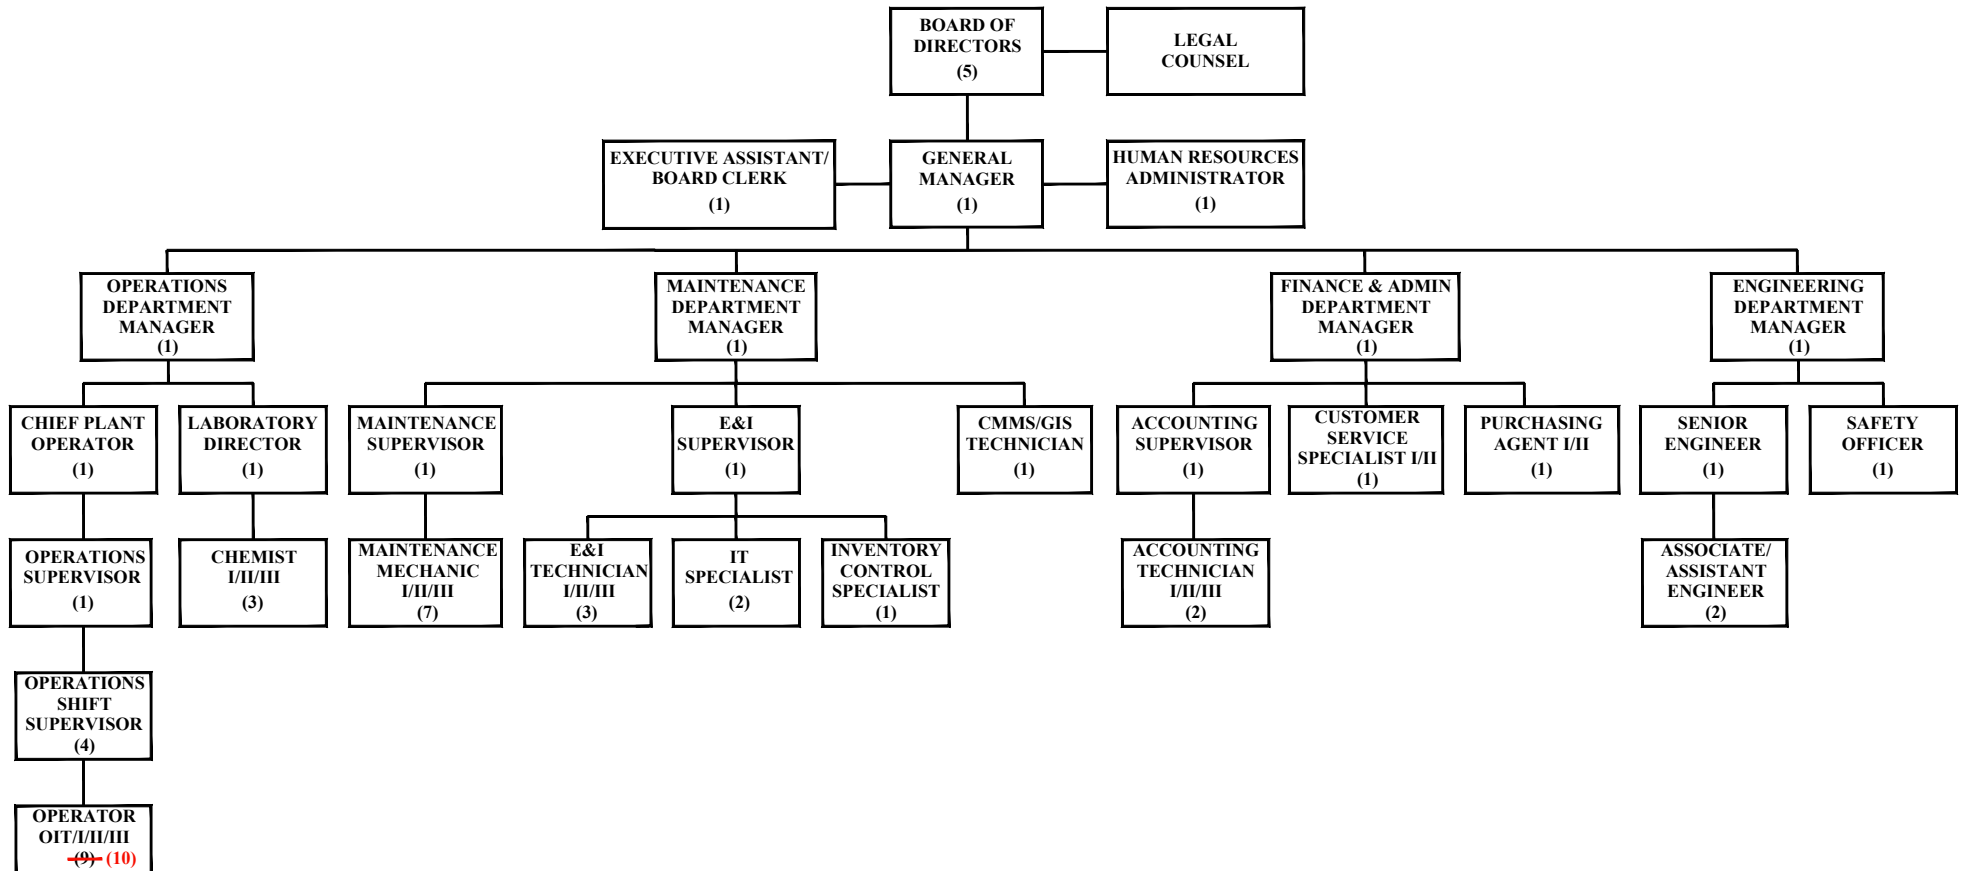 BOARD OF
DIRECTORS
(5)
LEGAL
COUNSEL
EXECUTIVE ASSISTANT/
BOARD CLERK
(1)
GENERAL
MANAGER
(1)
HUMAN RESOURCES
ADMINISTRATOR
(1)
OPERATIONS
DEPARTMENT
MANAGER
(1)
MAINTENANCE
DEPARTMENT
MANAGER
(1)
FINANCE & ADMIN
DEPARTMENT
MANAGER
(1)
ENGINEERING
DEPARTMENT
MANAGER
(1)
CHIEF PLANT
OPERATOR
(1)
LABORATORY
DIRECTOR
(1)
MAINTENANCE
SUPERVISOR
(1)
E&I
SUPERVISOR
(1)
CMMS/GIS
TECHNICIAN
(1)
ACCOUNTING
SUPERVISOR
(1)
CUSTOMER
SERVICE
SPECIALIST I/II
(1)
PURCHASING
AGENT I/II
(1)
SENIOR
ENGINEER
(1)
SAFETY
OFFICER
(1)
OPERATIONS
SUPERVISOR
(1)
CHEMIST
I/II/III
(3)
MAINTENANCE
MECHANIC
I/II/III
(7)
E&I
TECHNICIAN
I/II/III
(3)
IT
SPECIALIST
(2)
INVENTORY
CONTROL
SPECIALIST
(1)
ACCOUNTING
TECHNICIAN
I/II/III
(2)
ASSOCIATE/
ASSISTANT
ENGINEER
(2)
OPERATIONS
SHIFT
SUPERVISOR
(4)
OPERATOR
OIT/I/II/III
(9) (10)